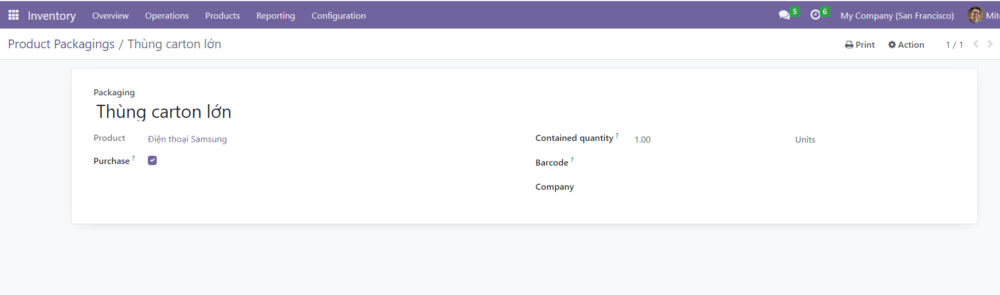 Inventory Overview Operations Products Reporting Configuration 5 6 My Company (San Francisco)
Product Packagings / Thùng carton lớn Print Action 1 / 1
Packaging
Thùng carton lớn
Product Điện thoại Samsung Contained quantity ? 1.00 Units
Purchase ? Barcode ?
Company